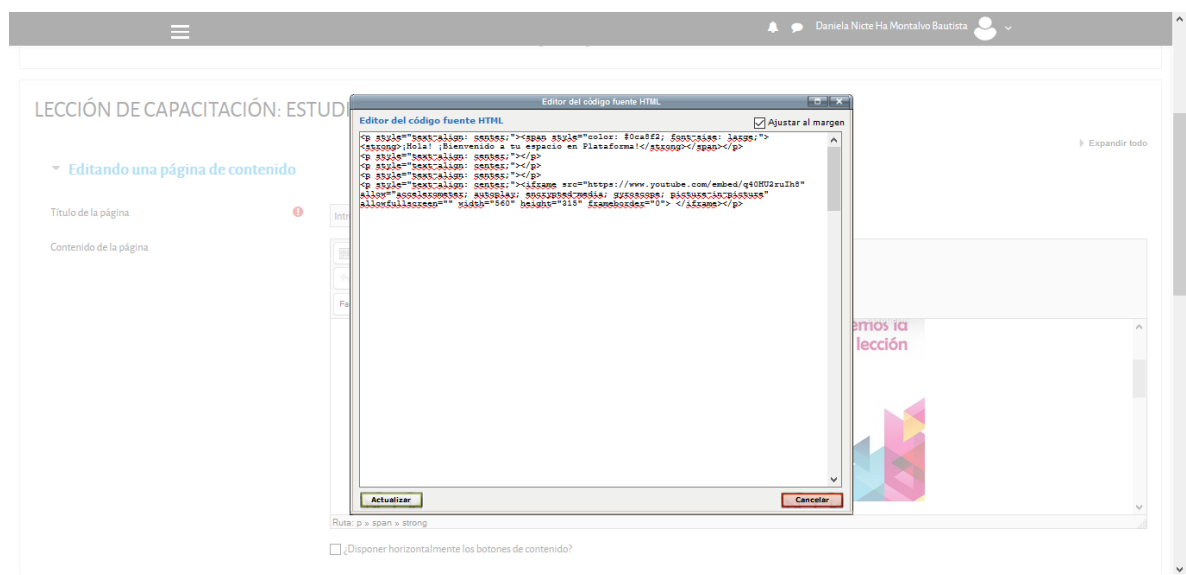 Daniela Nicte Ha Montalvo Bautista
LECCIÓN DE CAPACITACIÓN: ESTUDI
Expandir todo
Editando una página de contenido
Título de la página
Intr
Contenido de la página
Fa
Editor del código fuente HTML
Editor del código fuente HTML
Ajustar al margen
<p style="text-align: center;"><span style="color: #0ca8f2; font-size: large;">
<strong>¡Hola! ¡Bienvenido a tu espacio en Plataforma!</strong></span></p>
<p style="text-align: center;"></p>
<p style="text-align: center;"></p>
<p style="text-align: center;"></p>
<p style="text-align: center;"><iframe src="https://www.youtube.com/embed/q40HU2ruIh8"
allow="accelerometer; autoplay; encrypted-media; gyroscope; picture-in-picture"
allowfullscreen="" width="560" height="315" frameborder="0"> </iframe></p>
emos la
lección
Actualizar
Cancelar
Ruta: p » span » strong
¿Disponer horizontalmente los botones de contenido?